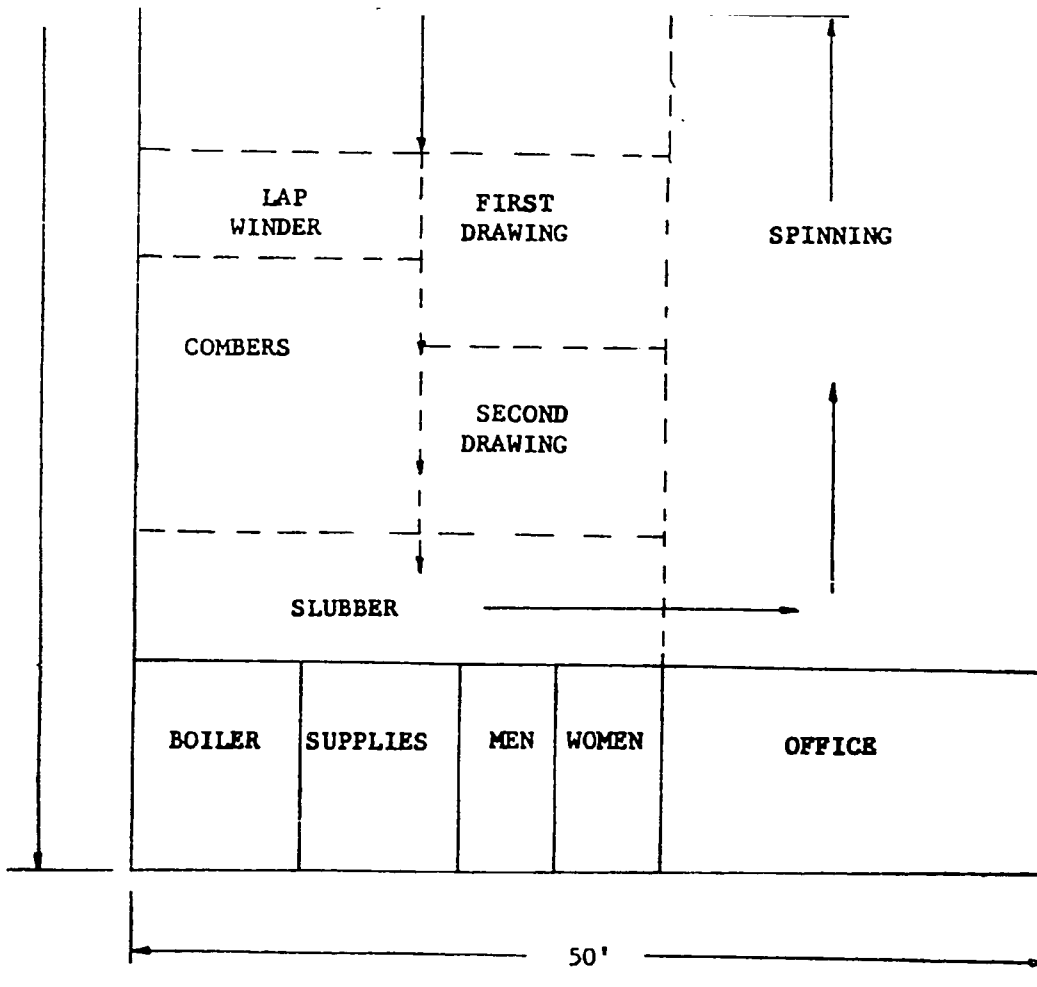 LAP
WINDER
FIRST
DRAWING
SPINNING
COMBERS
SECOND
DRAWING
SLUBBER
BOILER
SUPPLIES
MEN
WOMEN
OFFICE
50'